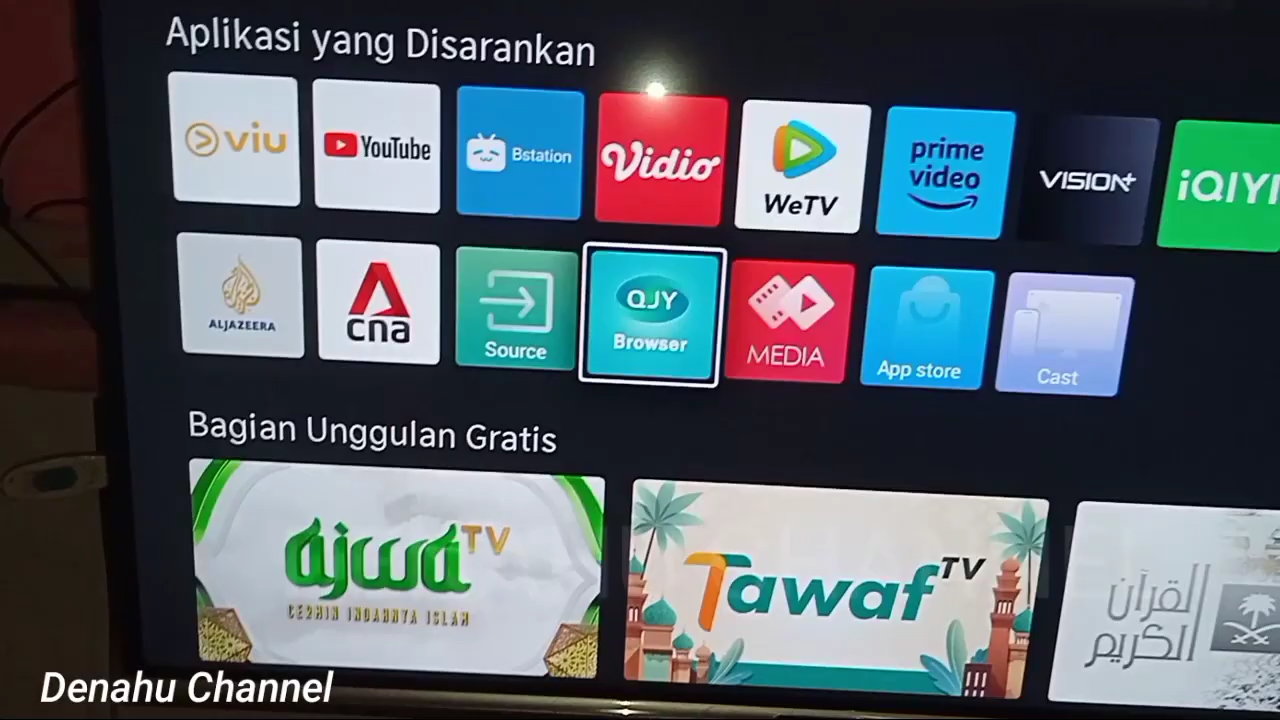 Aplikasi yang Disarankan
viu
YouTube
Bstation
Vidio
WeTV
prime
video
VISION+
iQIYI
ALJAZEERA
cna
Source
QJY
Browser
MEDIA
App store
Cast
Bagian Unggulan Gratis
ajwa TV
CERMIN INDAHNYA ISLAM
Tawaf TV
القرآن
الكريم
Denahu Channel